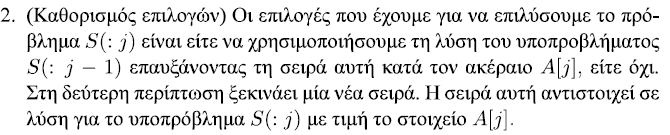 2. (Καθορισμός επιλογών) Οι επιλογές που έχουμε για να επιλύσουμε το πρό-
βλημα S(: j) είναι είτε να χρησιμοποιήσουμε τη λύση του υποπροβλήματος
S(: j − 1) επαυξάνοντας τη σειρά αυτή κατά τον ακέραιο A[j], είτε όχι.
Στη δεύτερη περίπτωση ξεκινάει μία νέα σειρά. Η σειρά αυτή αντιστοιχεί σε
λύση για το υποπρόβλημα S(: j) με τιμή το στοιχείο A[j].